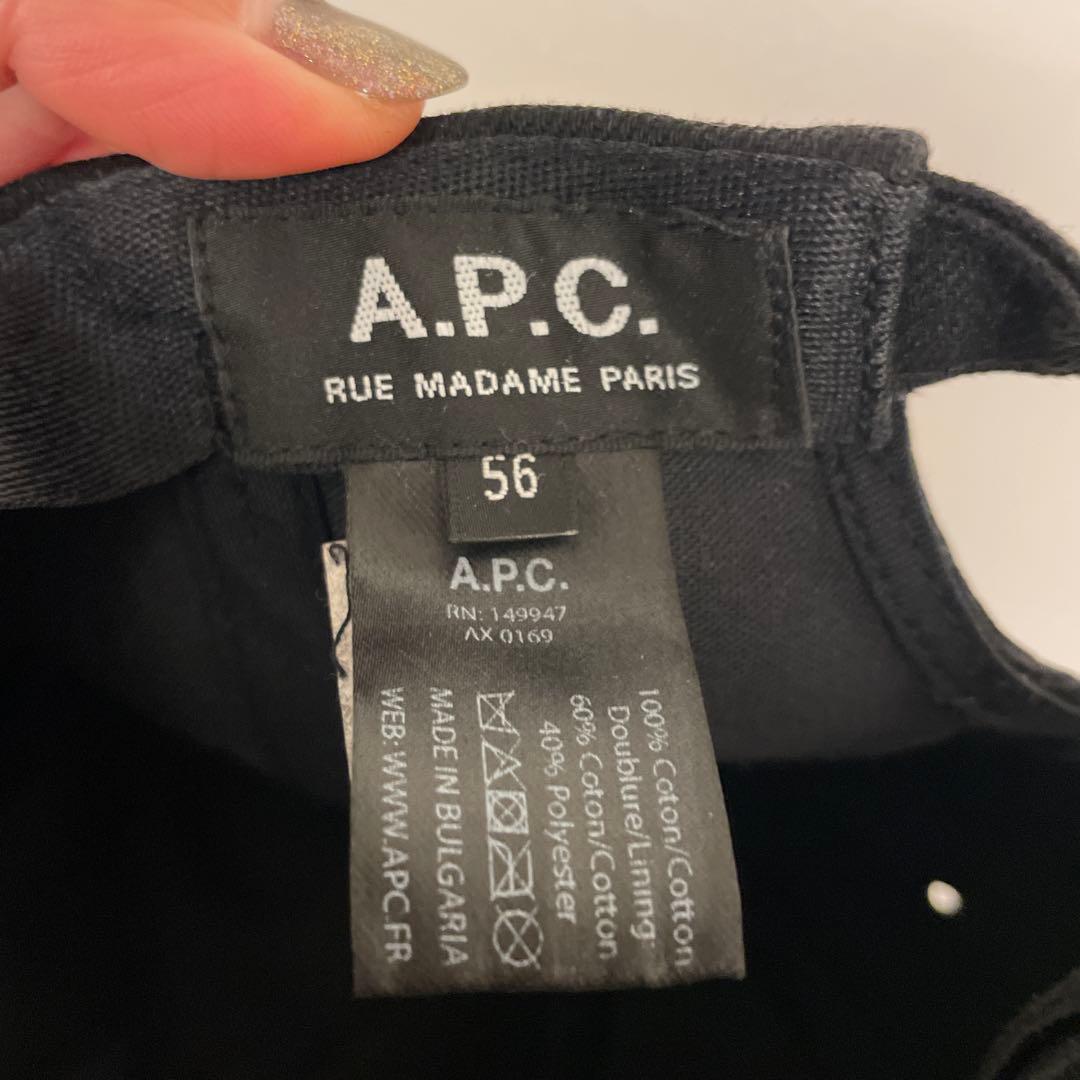 A.P.C.
RUE MADAME PARIS
56
A.P.C.
RN: 149947
AX 0169
100% Coton/Cotton
Doublure/Lining:
60% Coton/Cotton
40% Polyester
MADE IN BULGARIA
WEB: WWW.APC.FR